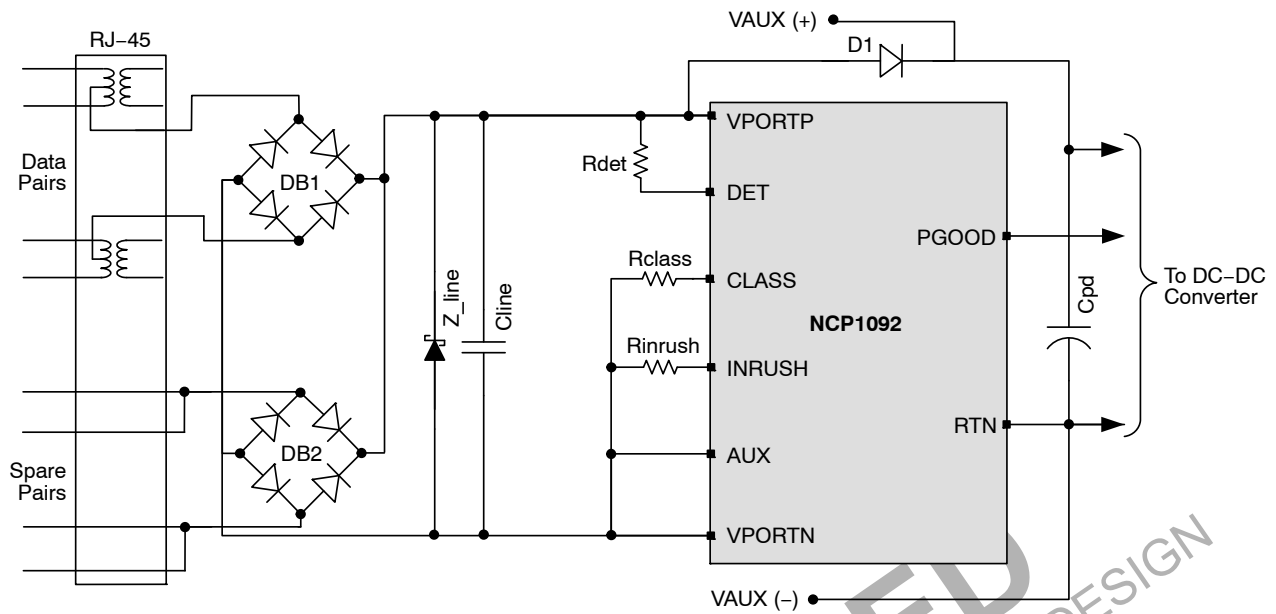 VAUX (+)
RJ−45
D1
VPORTP
Data
Pairs
DB1
Rdet
DET
PGOOD
Rclass
CLASS
Z_line
Cline
Cpd
To DC−DC
Converter
NCP1092
Rinrush
INRUSH
RTN
DB2
AUX
Spare
Pairs
VPORTN
VAUX (−)
DESIGN